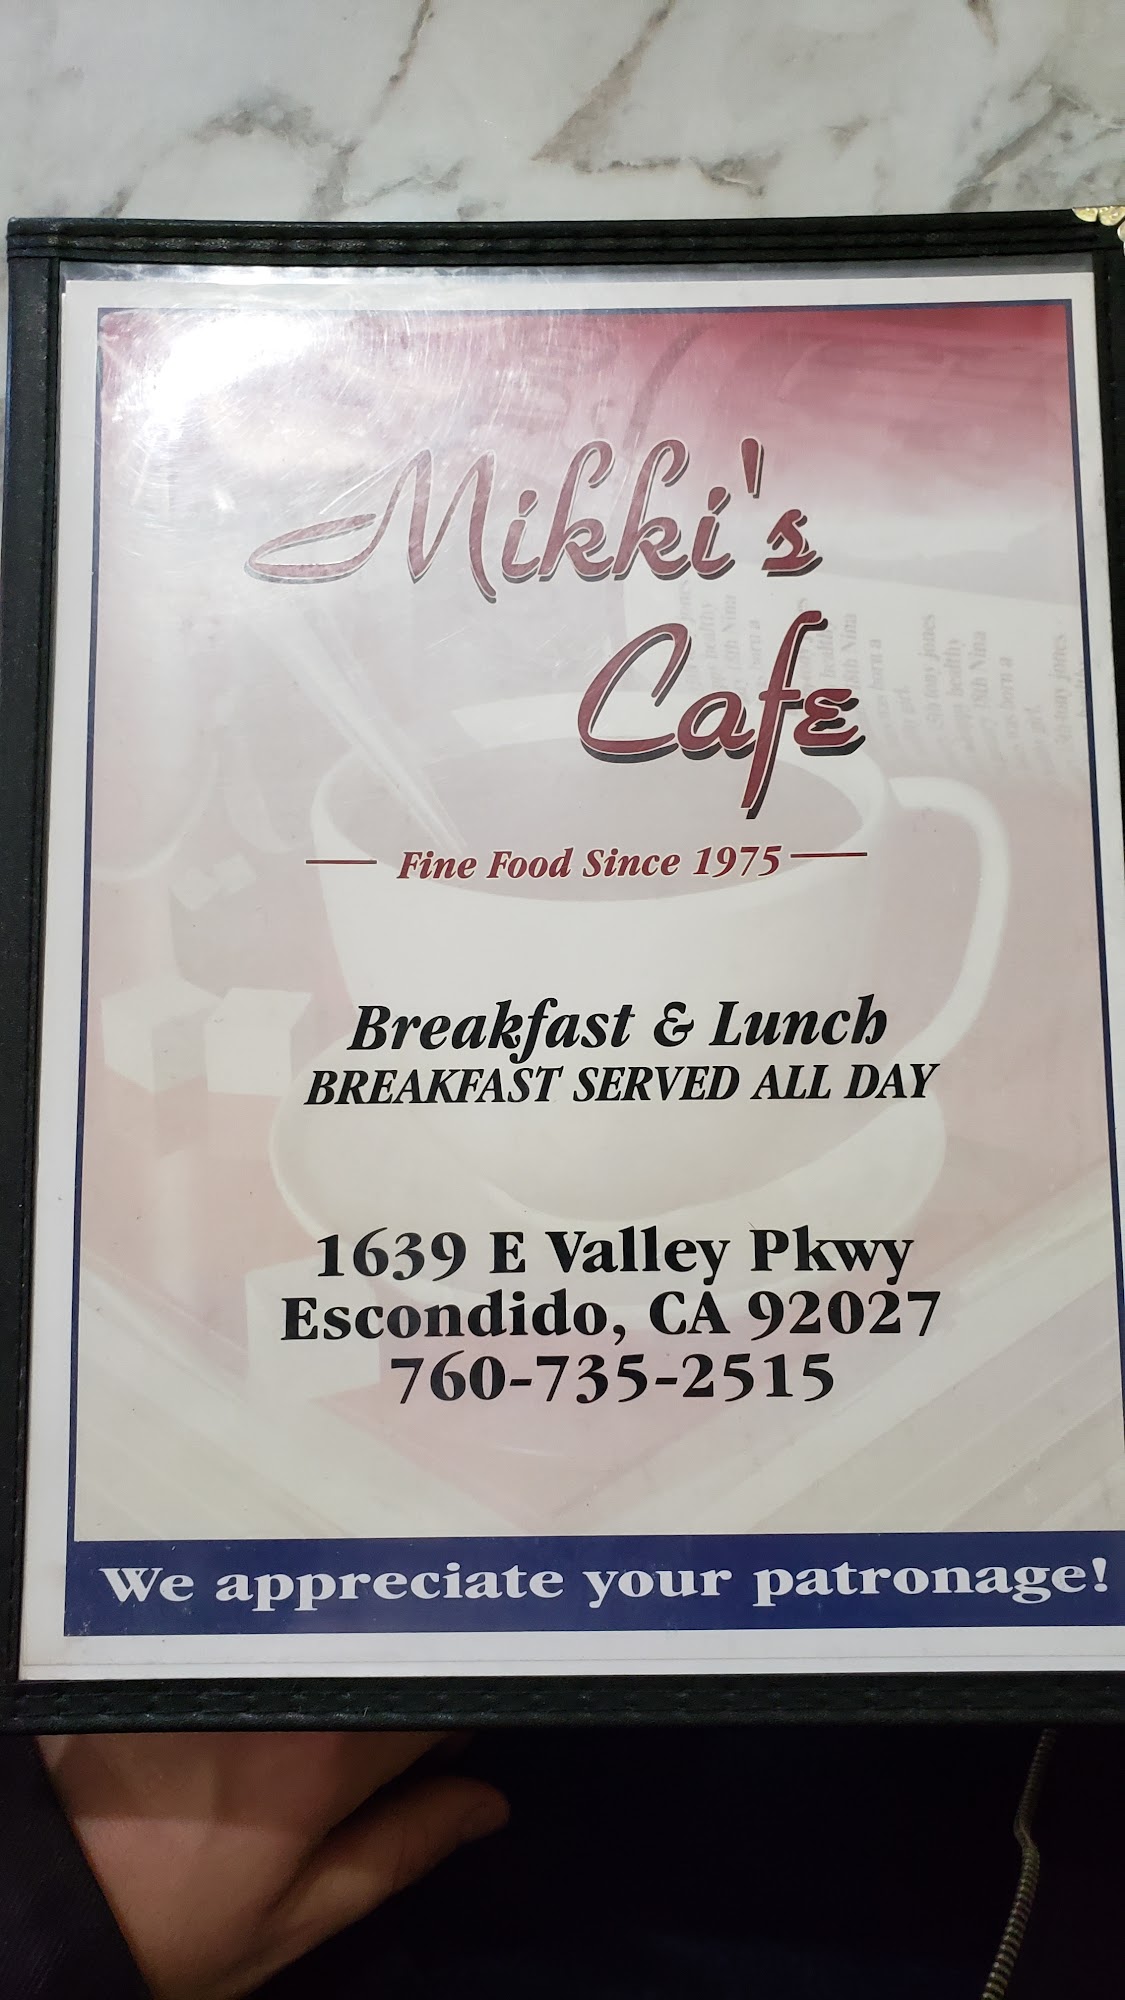 Mikki's
Cafe
Fine Food Since 1975
Breakfast & Lunch
BREAKFAST SERVED ALL DAY
1639 E Valley Pkwy
Escondido, CA 92027
760-735-2515
We appreciate your patronage!